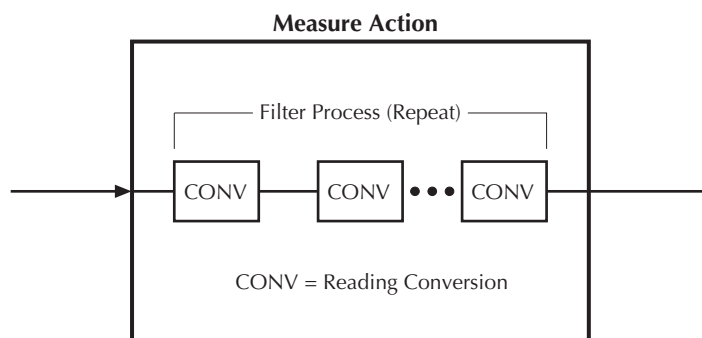 Measure Action
Filter Process (Repeat)
CONV CONV CONV
CONV = Reading Conversion